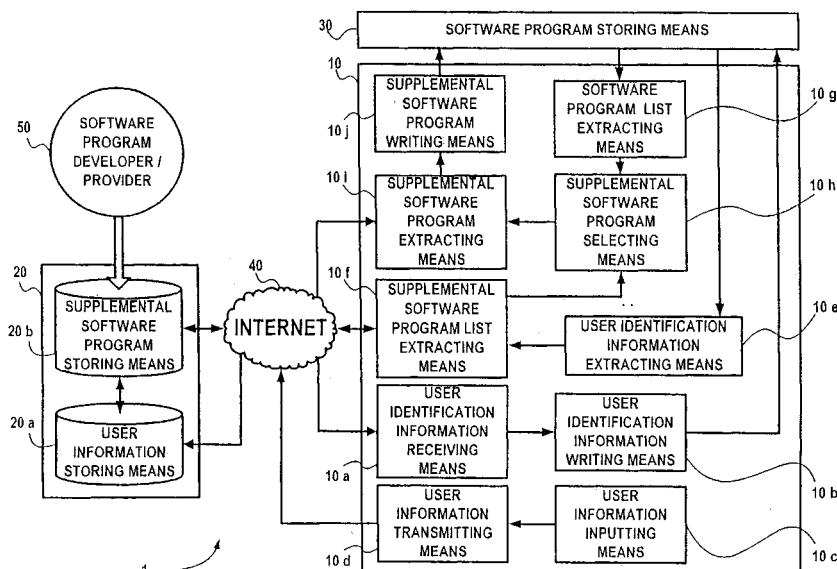 30
SOFTWARE PROGRAM STORING MEANS
10
50
SOFTWARE
PROGRAM
DEVELOPER /
PROVIDER
10 j
SUPPLEMENTAL
SOFTWARE
PROGRAM
WRITING MEANS
SOFTWARE
PROGRAM LIST
EXTRACTING
MEANS
10 g
10 i
SUPPLEMENTAL
SOFTWARE
PROGRAM
EXTRACTING
MEANS
SUPPLEMENTAL
SOFTWARE
PROGRAM
SELECTING
MEANS
10 h
20
20 b
SUPPLEMENTAL
SOFTWARE
PROGRAM
STORING MEANS
40
INTERNET
10 f
SUPPLEMENTAL
SOFTWARE
PROGRAM LIST
EXTRACTING
MEANS
USER IDENTIFICATION
INFORMATION
EXTRACTING MEANS
10 e
20 a
USER
INFORMATION
STORING MEANS
10 a
USER
IDENTIFICATION
INFORMATION
RECEIVING
MEANS
USER
IDENTIFICATION
INFORMATION
WRITING MEANS
10 b
10 d
USER
INFORMATION
TRANSMITTING
MEANS
USER
INFORMATION
INPUTTING
MEANS
10 c
1